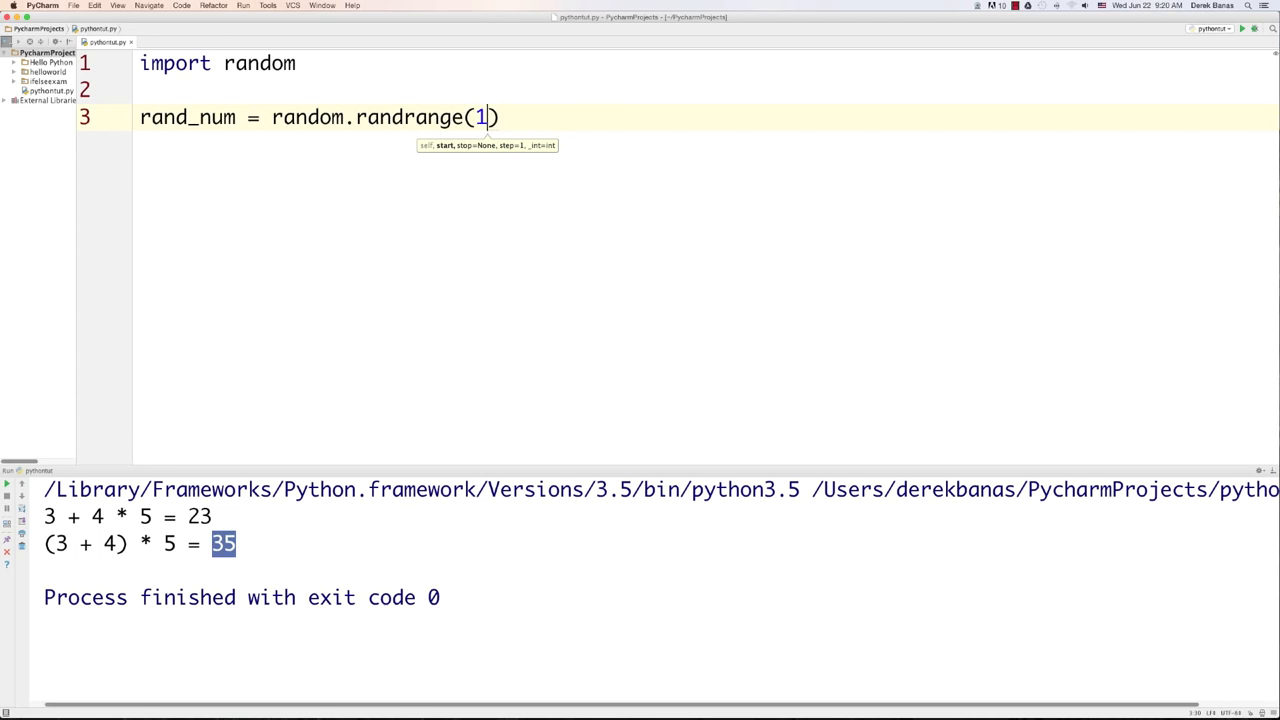 PyCharm File Edit View Navigate Code Refactor Run Tools VCS Window Help 10 Wed Jun 22 9:20 AM Derek Banas
pythontut.py - PycharmProjects - [~/PycharmProjects]
PycharmProjects pythontut.py pythontut
pythontut.py ×
PycharmProject
Hello Python
helloworld
ifelseexam
pythontut.py
External Librarie
1 import random
2
3 rand_num = random.randrange(1)
self, start, stop=None, step=1, _int=int
Run pythontut
/Library/Frameworks/Python.framework/Versions/3.5/bin/python3.5 /Users/derekbanas/PycharmProjects/pytho
3 + 4 * 5 = 23
(3 + 4) * 5 = 35
Process finished with exit code 0
3:30 LF÷ UTF-8÷